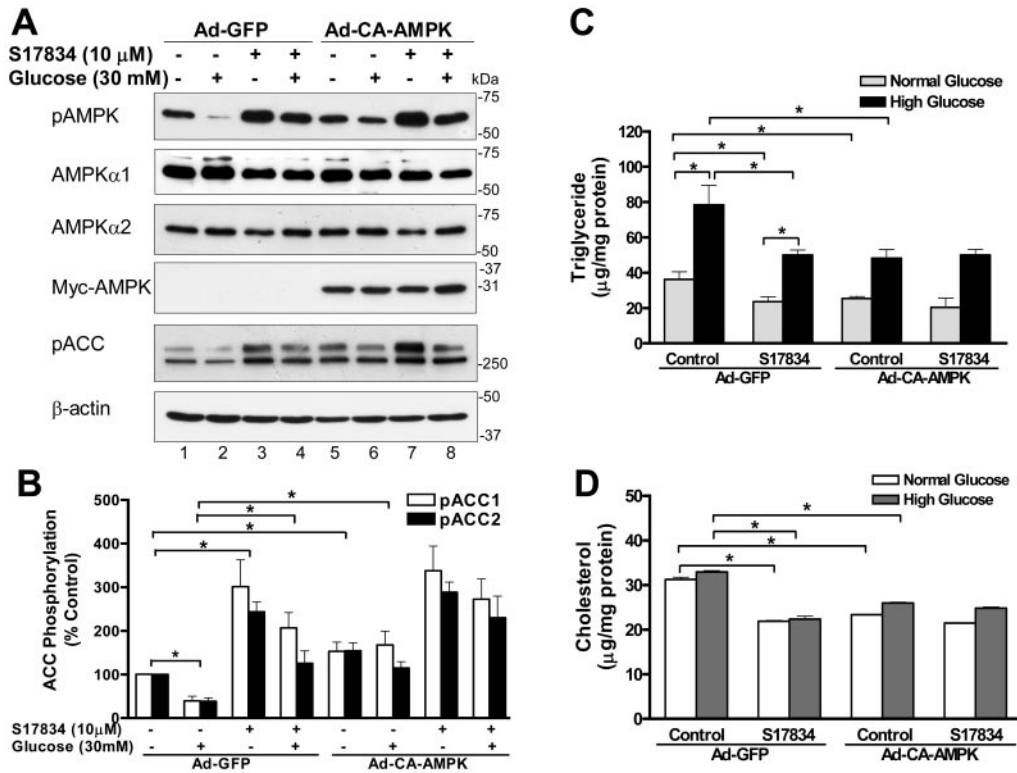 A
Ad-GFP Ad-CA-AMPK
S17834 (10 μM) - - + + - - + +
Glucose (30 mM) - + - + - + - + kDa
pAMPK -75
-50
AMPKα1 -75
-50
AMPKα2 -75
-50
Myc-AMPK -37
-31
pACC -250
β-actin -50
-37
1 2 3 4 5 6 7 8
B
ACC Phosphorylation
(% Control)
500
400
300
200
100
0
pACC1
pACC2
* * * * *
S17834 (10μM) - - + + - - + +
Glucose (30mM) - + - + - + - +
Ad-GFP Ad-CA-AMPK
C
Normal Glucose
High Glucose
Triglyceride
(μg/mg protein)
120
100
80
60
40
20
0
* * * * * *
Control S17834 Control S17834
Ad-GFP Ad-CA-AMPK
D
Normal Glucose
High Glucose
Cholesterol
(μg/mg protein)
30
20
10
0
* * * *
Control S17834 Control S17834
Ad-GFP Ad-CA-AMPK